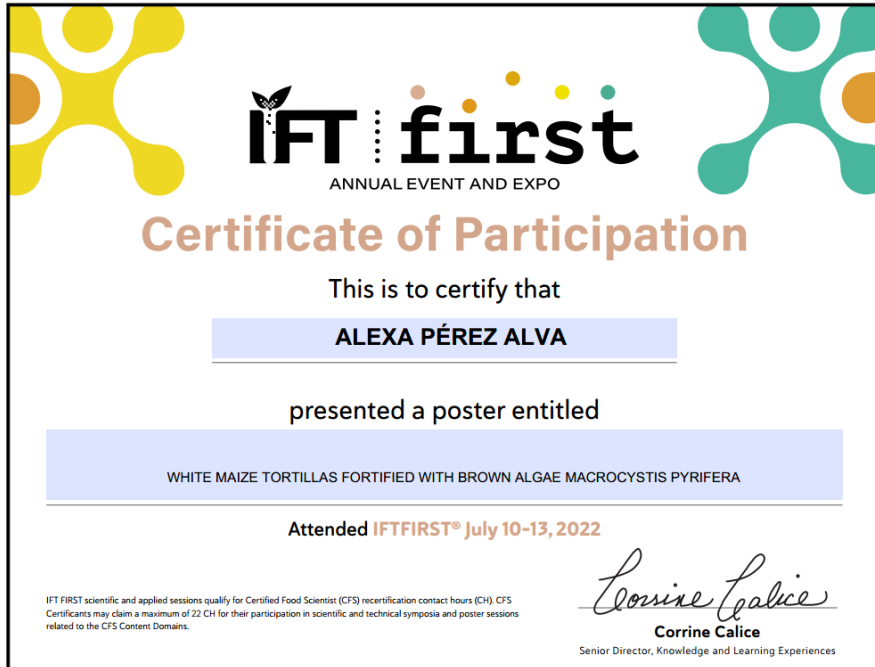 IFT first
ANNUAL EVENT AND EXPO
Certificate of Participation
This is to certify that
ALEXA PÉREZ ALVA
presented a poster entitled
WHITE MAIZE TORTILLAS FORTIFIED WITH BROWN ALGAE MACROCYSTIS PYRIFERA
Attended IFTFIRST® July 10-13, 2022
IFT FIRST scientific and applied sessions qualify for Certified Food Scientist (CFS) recertification contact hours (CH). CFS
Certificants may claim a maximum of 22 CH for their participation in scientific and technical symposia and poster sessions
related to the CFS Content Domains.
Corrine Calice
Corrine Calice
Senior Director, Knowledge and Learning Experiences